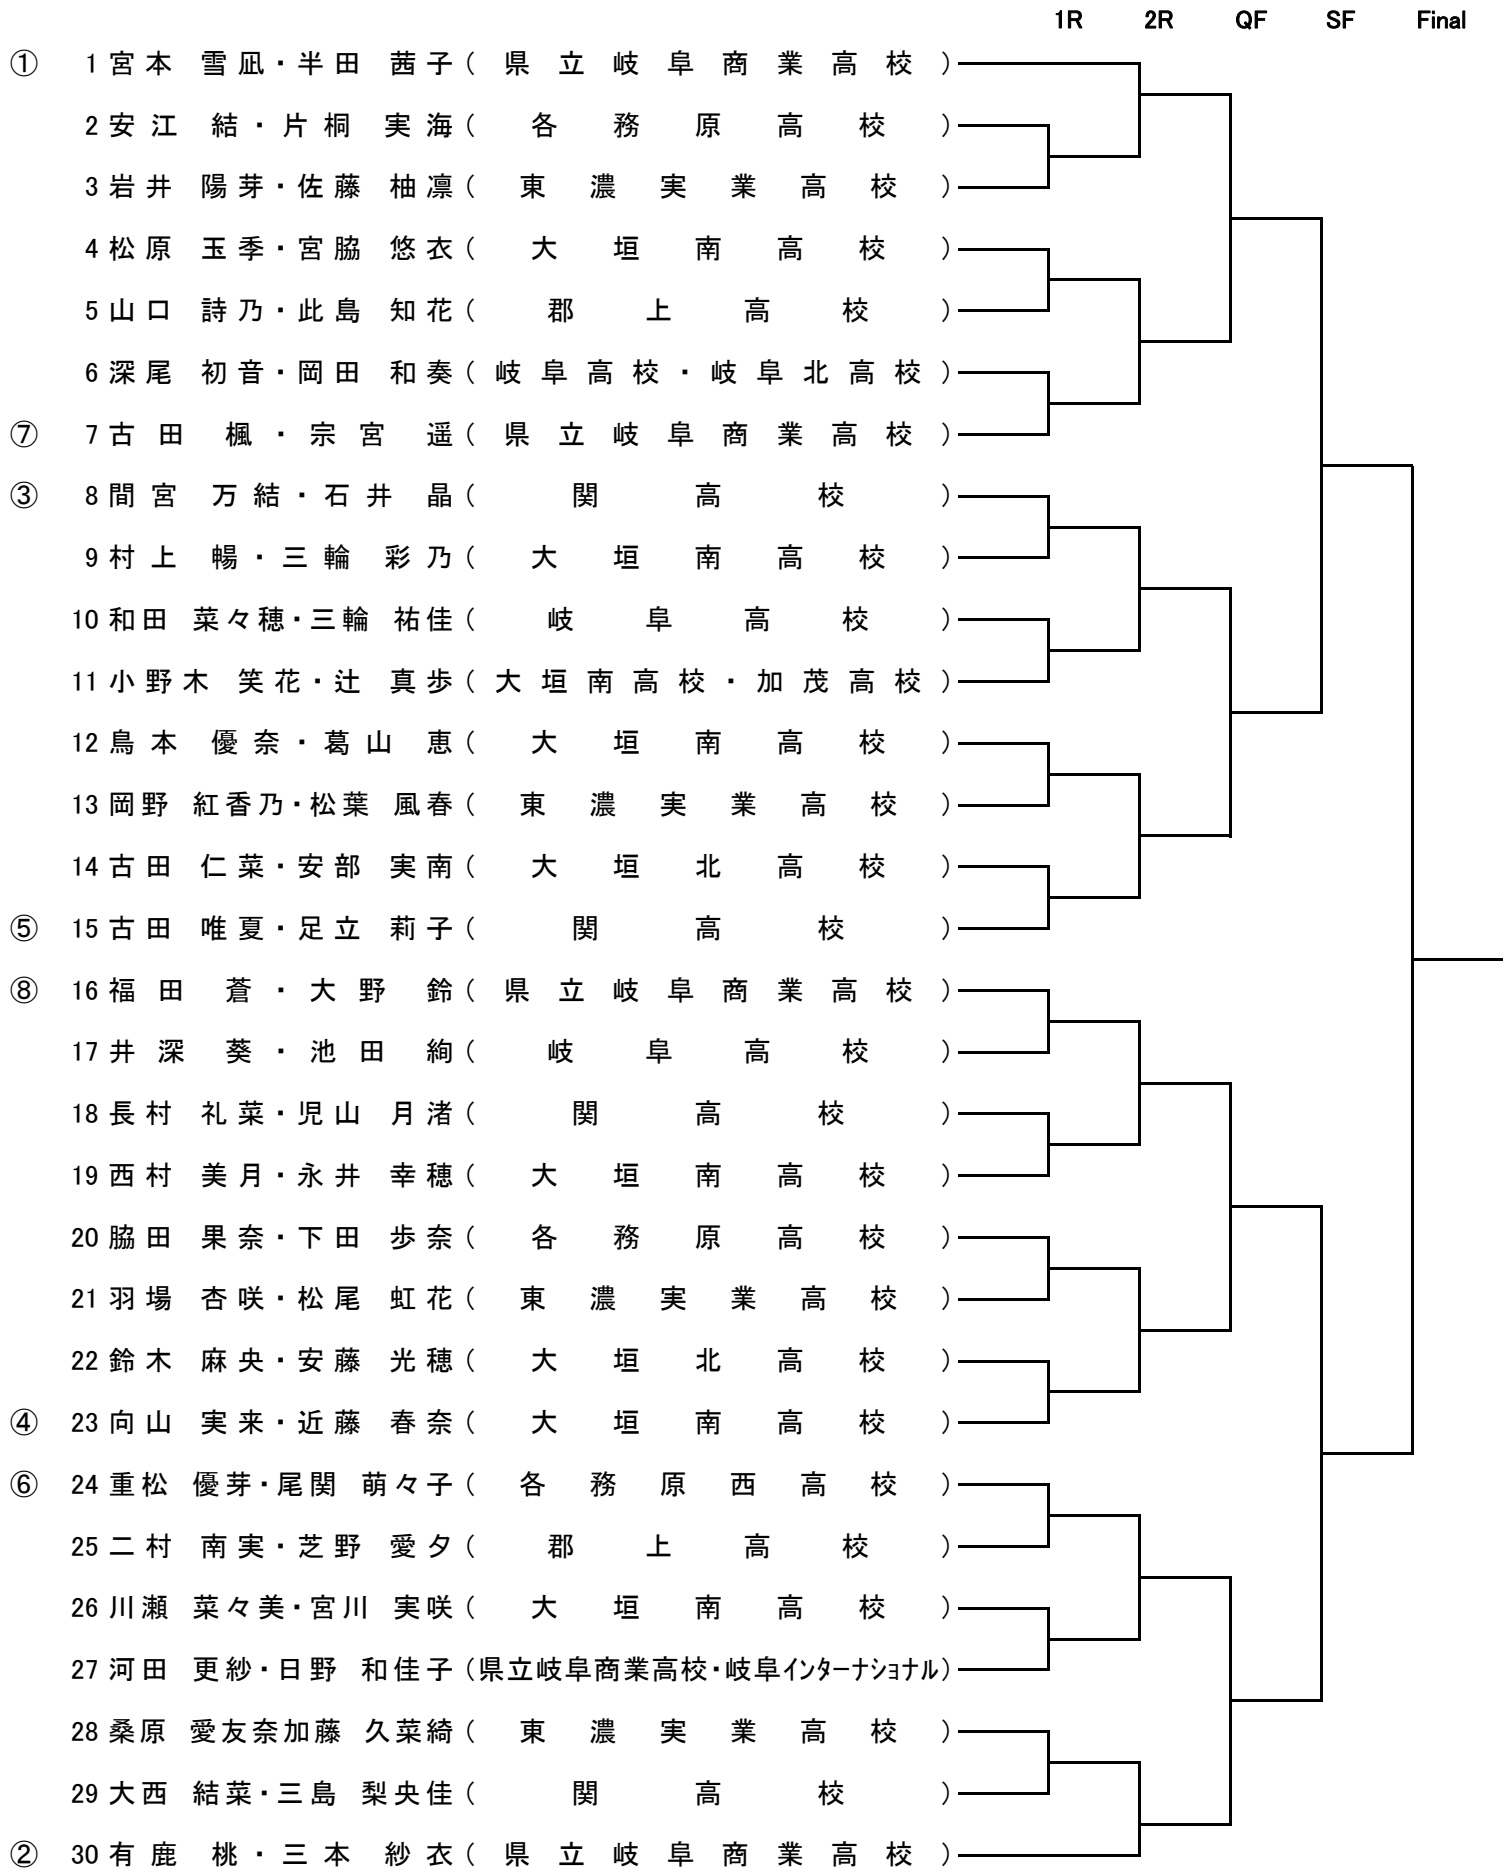 1R 2R QF SF Final
① 1 宮本 雪凪・半田 茜子 ( 県立岐阜商業高校 )
2 安江 結・片桐 実海 ( 各務原高校 )
3 岩井 陽芽・佐藤 柚凛 ( 東濃実業高校 )
4 松原 玉季・宮脇 悠衣 ( 大垣南高校 )
5 山口 詩乃・此島 知花 ( 郡上高校 )
6 深尾 初音・岡田 和奏 ( 岐阜高校・岐阜北高校 )
⑦ 7 古田 楓・宗宮 遥 ( 県立岐阜商業高校 )
③ 8 間宮 万結・石井 晶 ( 関高校 )
9 村上 暢・三輪 彩乃 ( 大垣南高校 )
10 和田 菜々穂・三輪 祐佳 ( 岐阜高校 )
11 小野木 笑花・辻 真歩 ( 大垣南高校・加茂高校 )
12 鳥本 優奈・葛山 恵 ( 大垣南高校 )
13 岡野 紅香乃・松葉 風春 ( 東濃実業高校 )
14 古田 仁菜・安部 実南 ( 大垣北高校 )
⑤ 15 古田 唯夏・足立 莉子 ( 関高校 )
⑧ 16 福田 蒼・大野 鈴 ( 県立岐阜商業高校 )
17 井深 葵・池田 絢 ( 岐阜高校 )
18 長村 礼菜・児山 月渚 ( 関高校 )
19 西村 美月・永井 幸穂 ( 大垣南高校 )
20 脇田 果奈・下田 歩奈 ( 各務原高校 )
21 羽場 杏咲・松尾 虹花 ( 東濃実業高校 )
22 鈴木 麻央・安藤 光穂 ( 大垣北高校 )
④ 23 向山 実来・近藤 春奈 ( 大垣南高校 )
⑥ 24 重松 優芽・尾関 萌々子 ( 各務原西高校 )
25 二村 南実・芝野 愛夕 ( 郡上高校 )
26 川瀬 菜々美・宮川 実咲 ( 大垣南高校 )
27 河田 更紗・日野 和佳子 (県立岐阜商業高校・岐阜インターナショナル)
28 桑原 愛友奈加藤 久菜綺 ( 東濃実業高校 )
29 大西 結菜・三島 梨央佳 ( 関高校 )
② 30 有鹿 桃・三本 紗衣 ( 県立岐阜商業高校 )